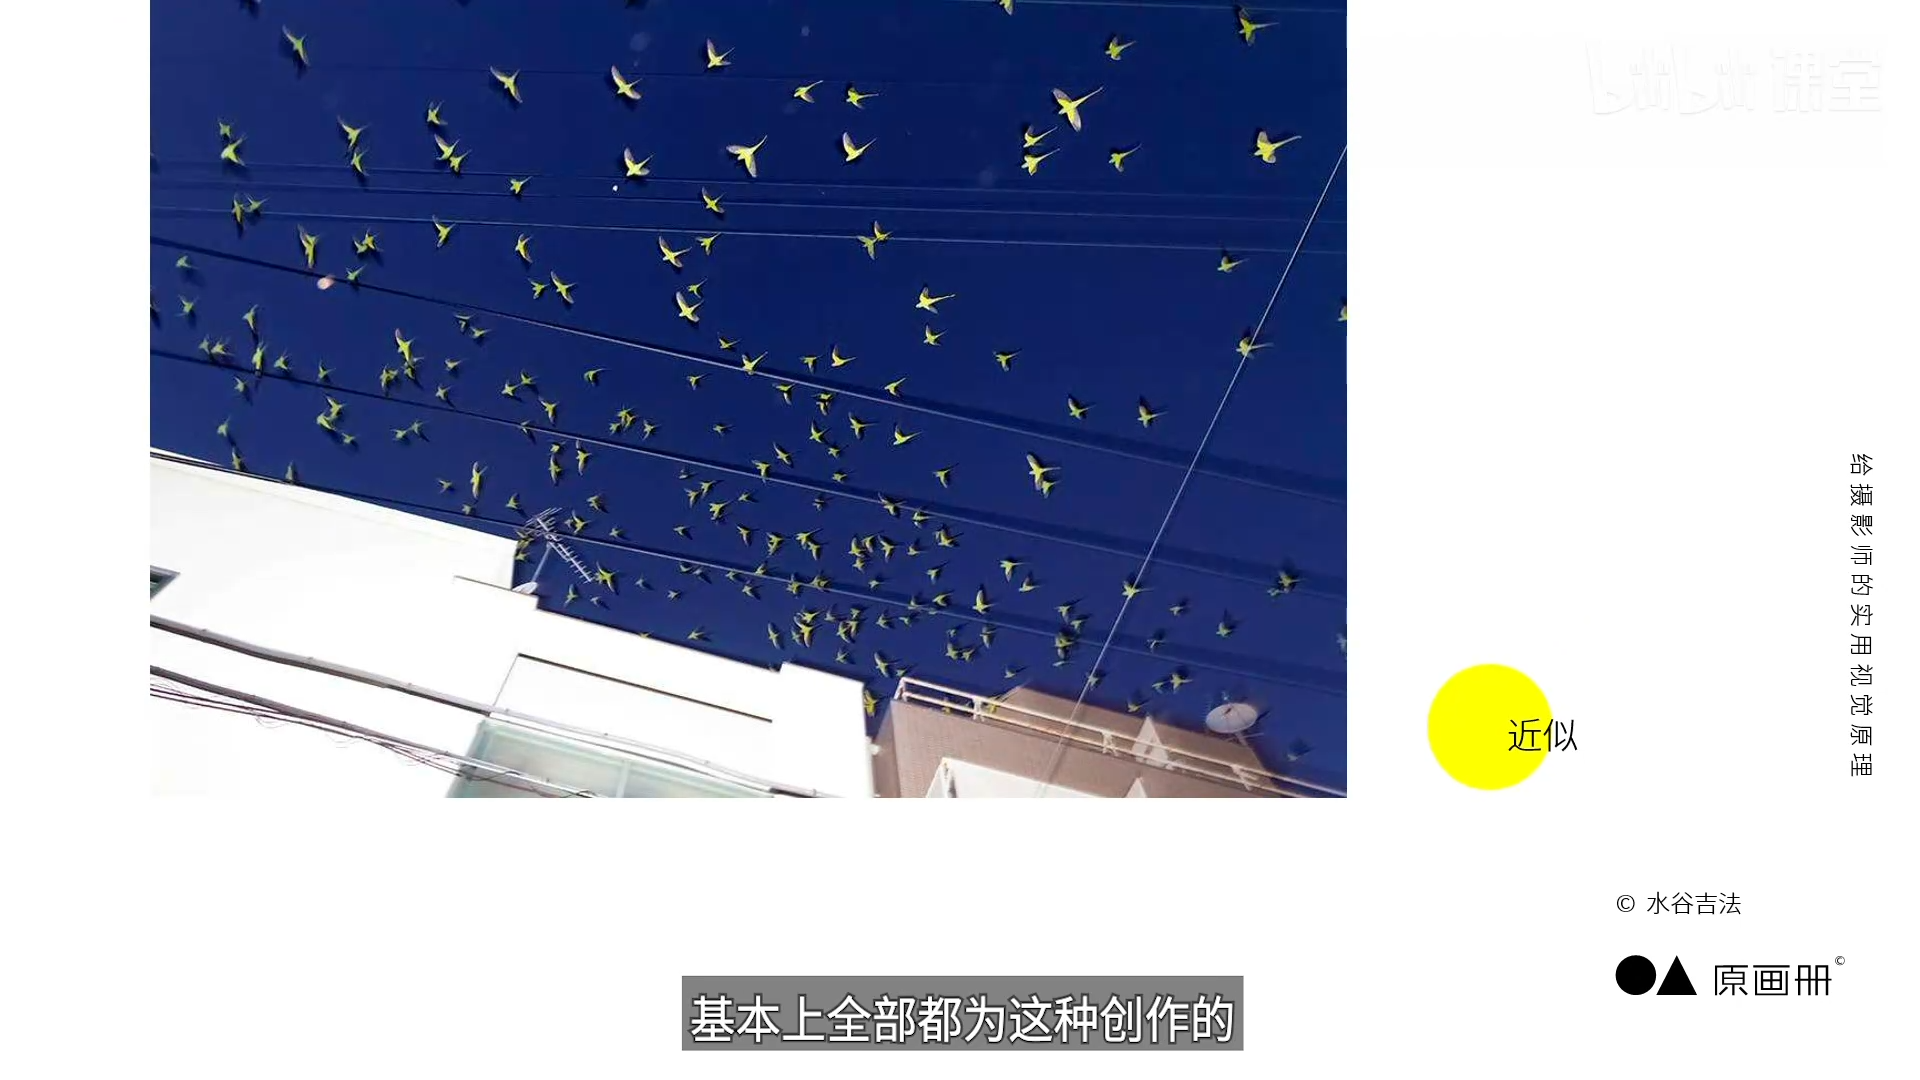 bilibili课堂
给摄影师的实用视觉原理
近似
© 水谷吉法
原画册©
基本上全部都为这种创作的